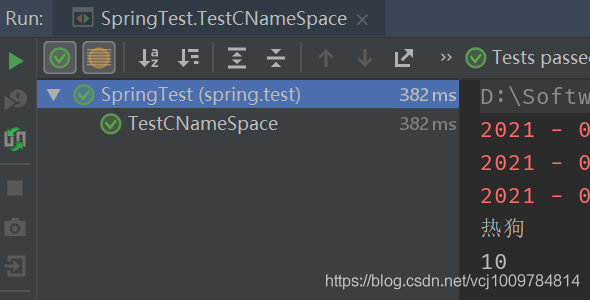 Run: SpringTest.TestCNameSpace
Tests passe
SpringTest (spring.test) 382 ms
D:\Softw
TestCNameSpace 382 ms
2021 - 0
2021 - 0
2021 - 0
热狗
10
https://blog.csdn.net/vcj1009784814